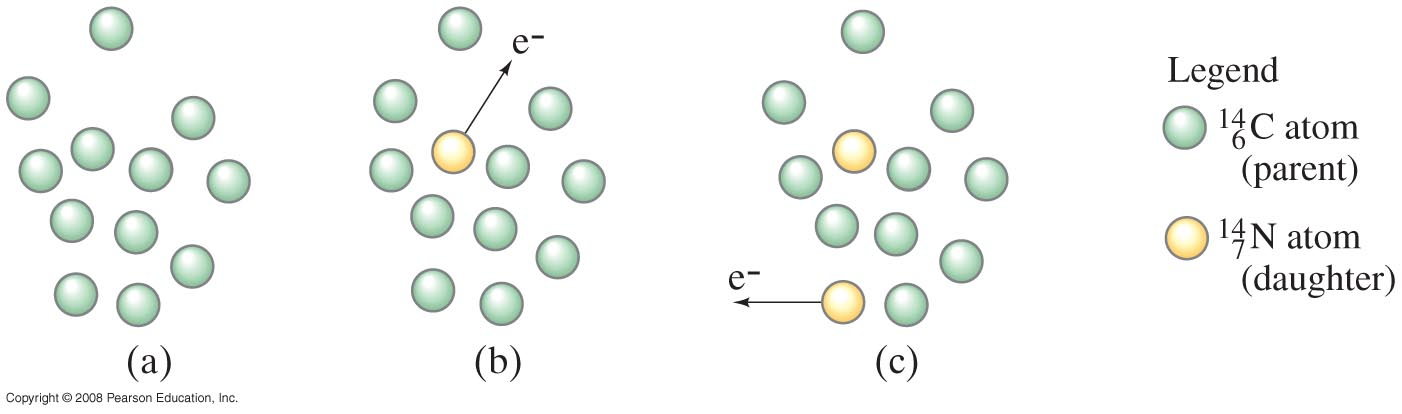 e⁻
e⁻
(a)
(b)
(c)
Legend
¹⁴₆C atom
(parent)
¹⁴₇N atom
(daughter)
Copyright © 2008 Pearson Education, Inc.